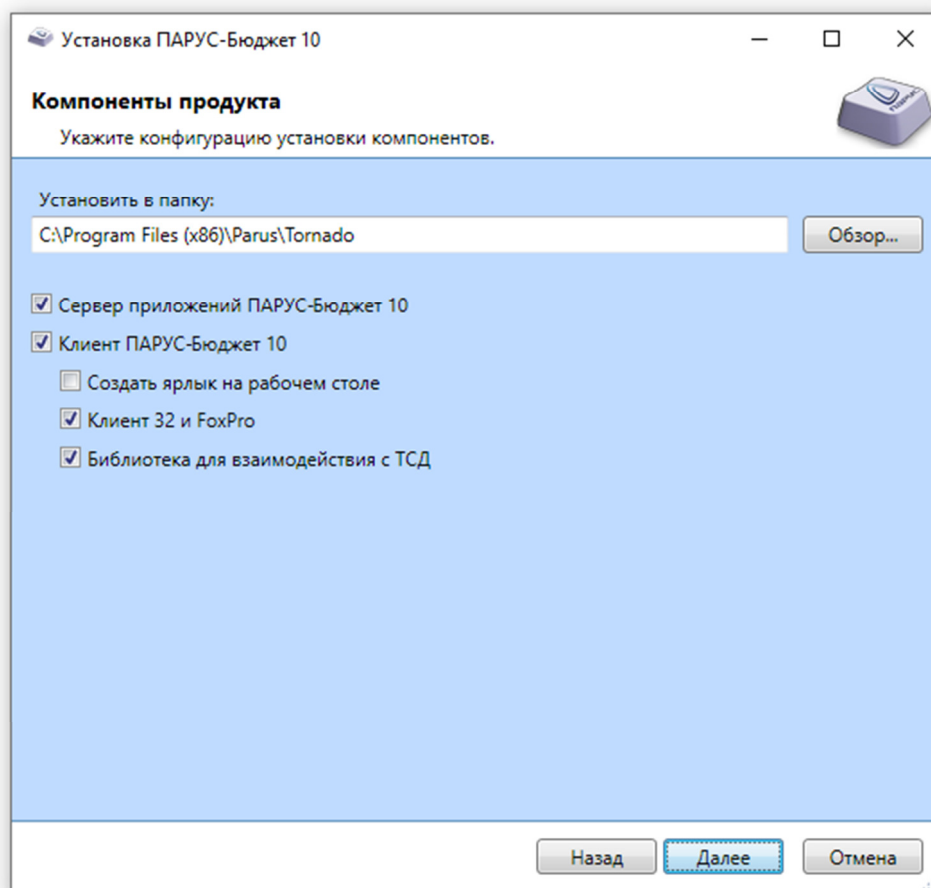 Установка ПАРУС-Бюджет 10
Компоненты продукта
Укажите конфигурацию установки компонентов.
ПАРУС
Установить в папку:
C:\Program Files (x86)\Parus\Tornado
Обзор...
Сервер приложений ПАРУС-Бюджет 10
Клиент ПАРУС-Бюджет 10
Создать ярлык на рабочем столе
Клиент 32 и FoxPro
Библиотека для взаимодействия с ТСД
Назад Далее Отмена